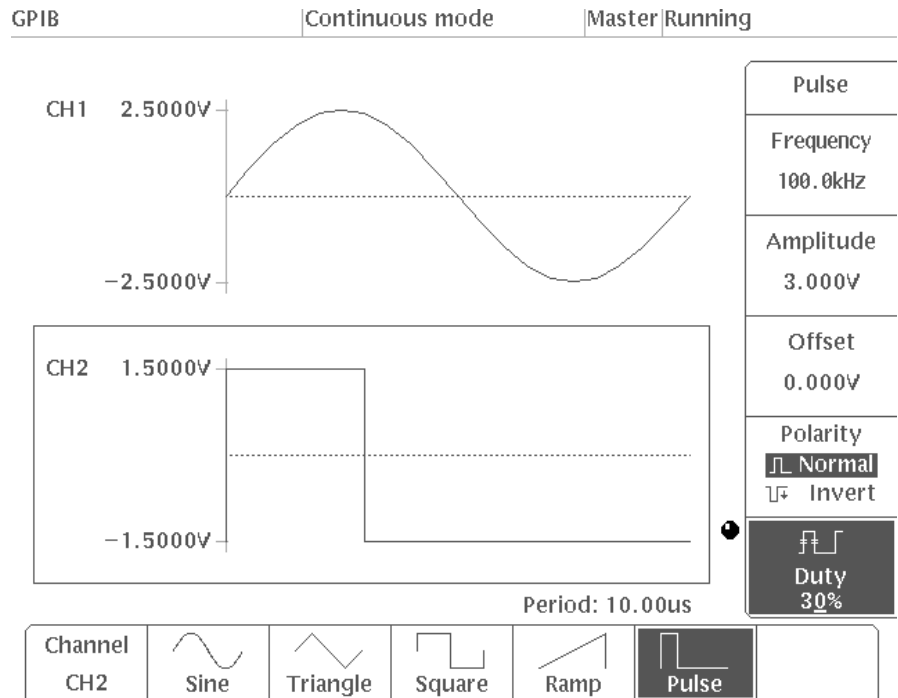 GPIB Continuous mode Master Running
Pulse
CH1 2.5000V
Frequency
100.0kHz
Amplitude
−2.5000V
3.000V
Offset
CH2 1.5000V
0.000V
Polarity
Normal
Invert
−1.5000V
Duty
30%
Period: 10.00us
Channel
CH2 Sine Triangle Square Ramp Pulse